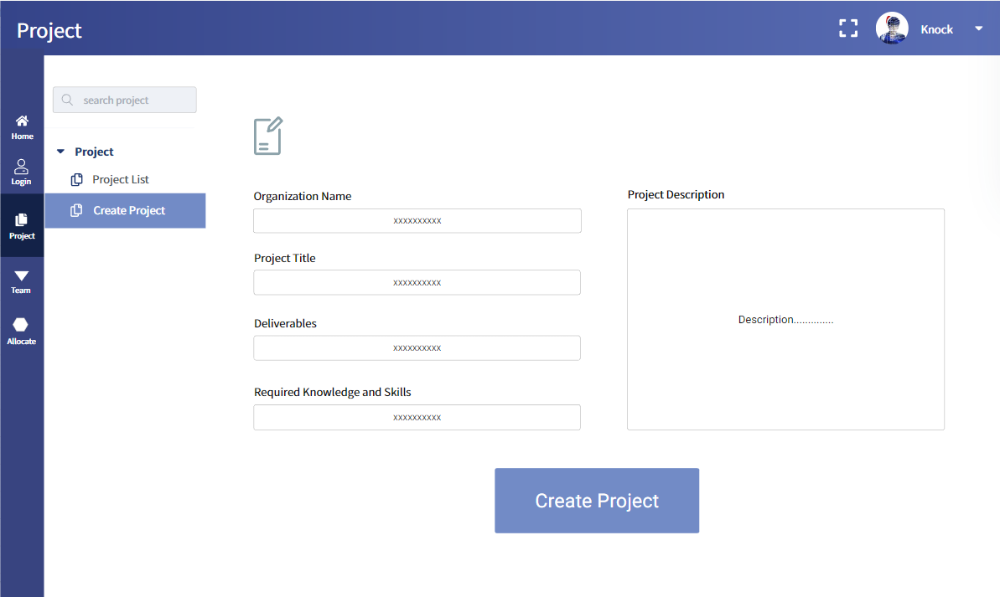 Project
Knock
search project
Home
Login
Project
Team
Allocate
Project
Project List
Create Project
Organization Name
xxxxxxxxxx
Project Title
xxxxxxxxxx
Deliverables
xxxxxxxxxx
Required Knowledge and Skills
xxxxxxxxxx
Project Description
Description..............
Create Project